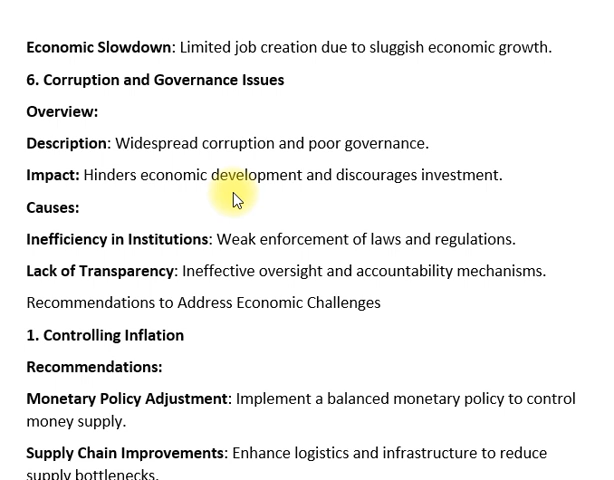 Economic Slowdown: Limited job creation due to sluggish economic growth.
6. Corruption and Governance Issues
Overview:
Description: Widespread corruption and poor governance.
Impact: Hinders economic development and discourages investment.
Causes:
Inefficiency in Institutions: Weak enforcement of laws and regulations.
Lack of Transparency: Ineffective oversight and accountability mechanisms.
Recommendations to Address Economic Challenges
1. Controlling Inflation
Recommendations:
Monetary Policy Adjustment: Implement a balanced monetary policy to control
money supply.
Supply Chain Improvements: Enhance logistics and infrastructure to reduce
supply bottlenecks.